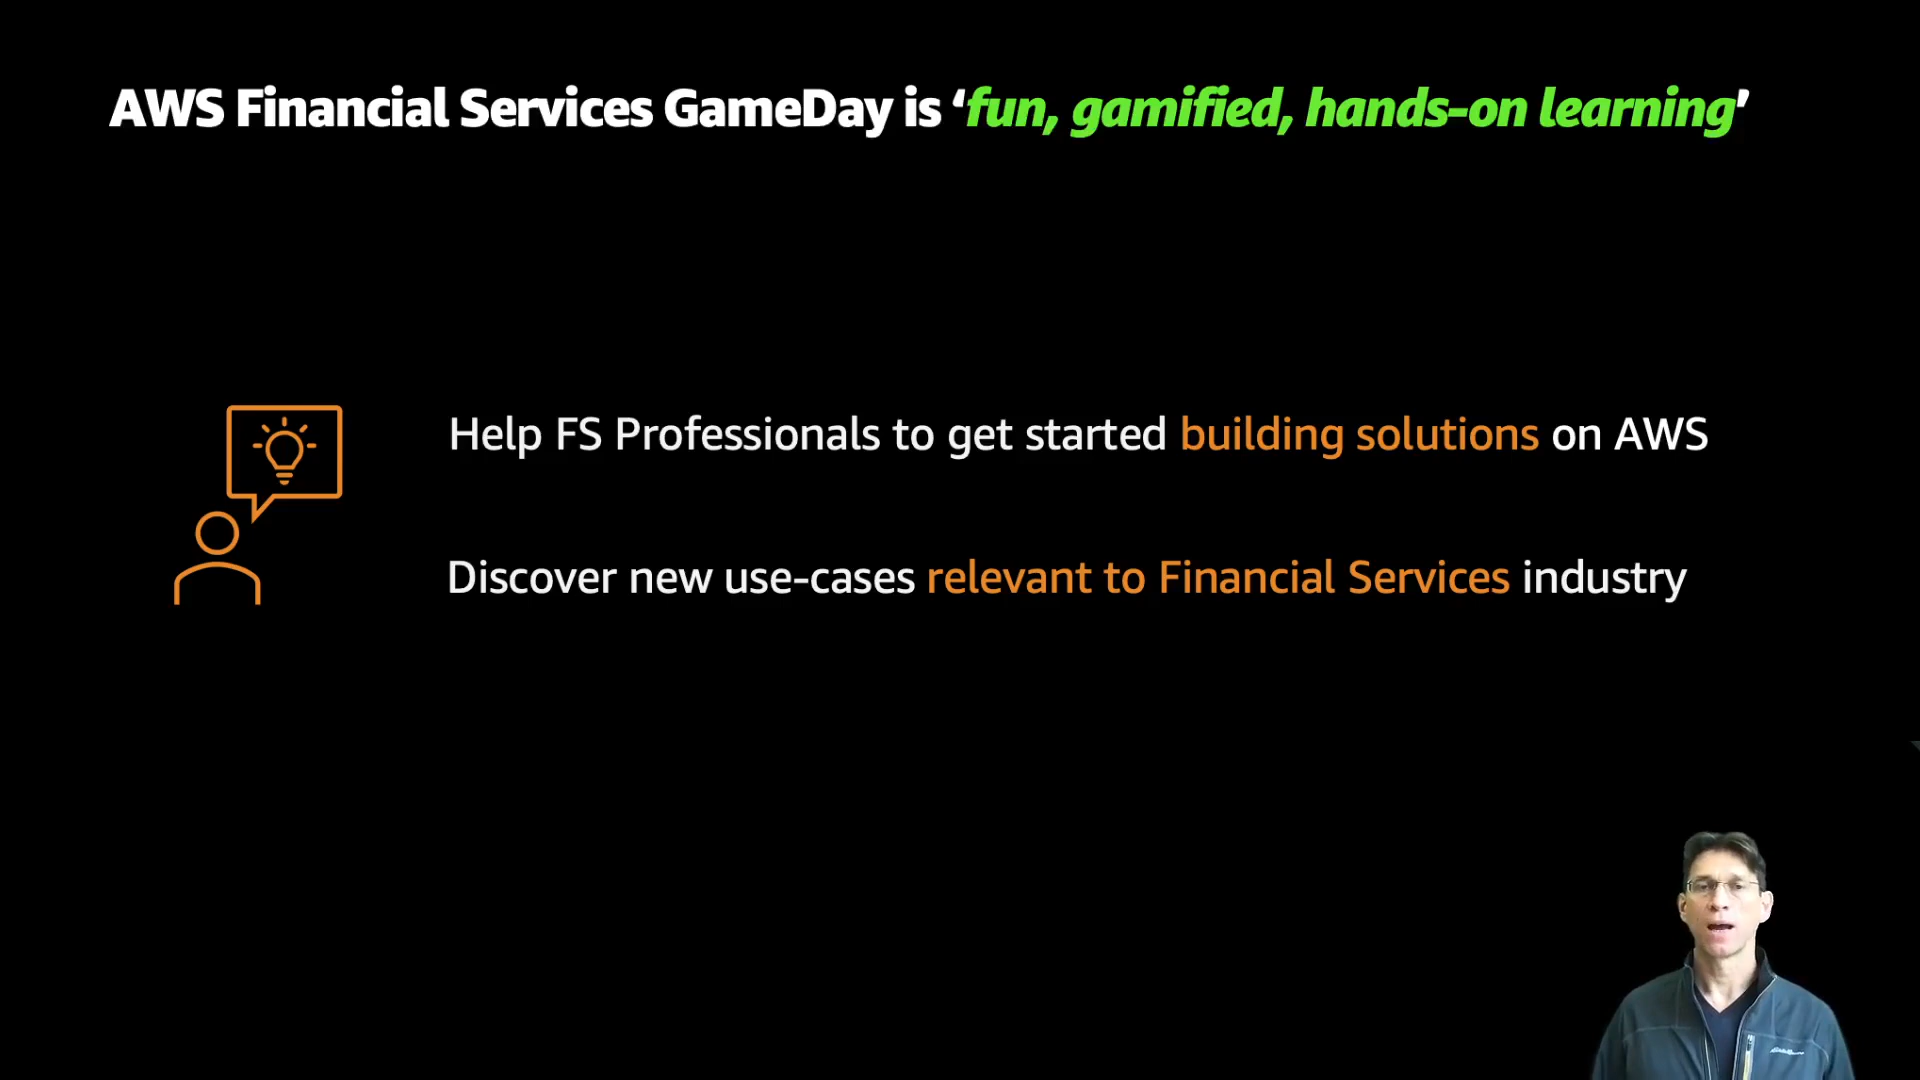 AWS Financial Services GameDay is ‘fun, gamified, hands-on learning’
Help FS Professionals to get started building solutions on AWS
Discover new use-cases relevant to Financial Services industry